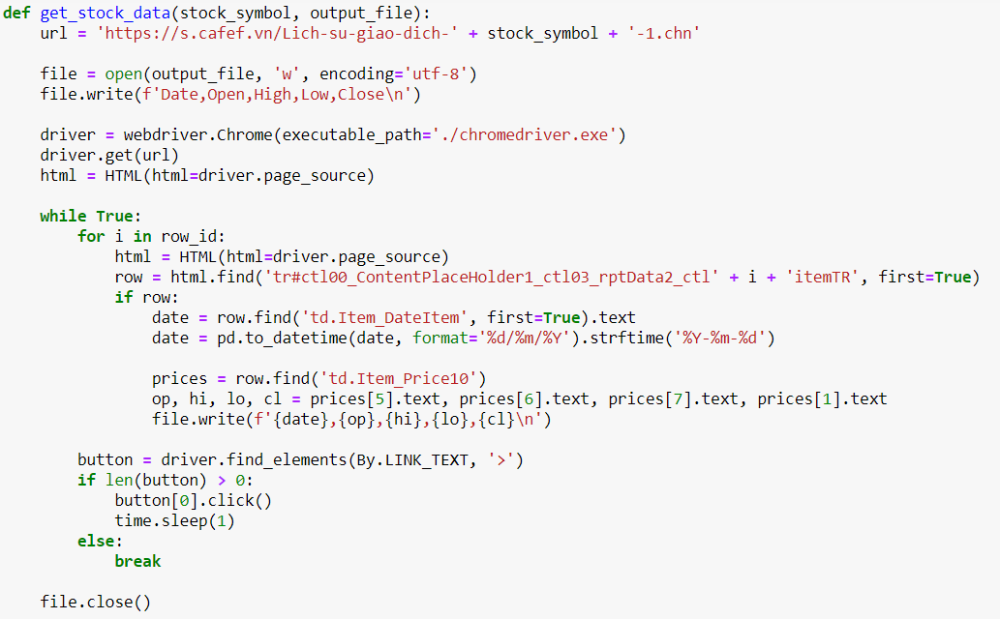 def get_stock_data(stock_symbol, output_file):
    url = 'https://s.cafef.vn/Lich-su-giao-dich-' + stock_symbol + '-1.chn'

    file = open(output_file, 'w', encoding='utf-8')
    file.write(f'Date,Open,High,Low,Close\n')

    driver = webdriver.Chrome(executable_path='./chromedriver.exe')
    driver.get(url)
    html = HTML(html=driver.page_source)

    while True:
        for i in row_id:
            html = HTML(html=driver.page_source)
            row = html.find('tr#ctl00_ContentPlaceHolder1_ctl03_rptData2_ctl' + i + 'itemTR', first=True)
            if row:
                date = row.find('td.Item_DateItem', first=True).text
                date = pd.to_datetime(date, format='%d/%m/%Y').strftime('%Y-%m-%d')

                prices = row.find('td.Item_Price10')
                op, hi, lo, cl = prices[5].text, prices[6].text, prices[7].text, prices[1].text
                file.write(f'{date},{op},{hi},{lo},{cl}\n')

        button = driver.find_elements(By.LINK_TEXT, '>')
        if len(button) > 0:
            button[0].click()
            time.sleep(1)
        else:
            break

    file.close()